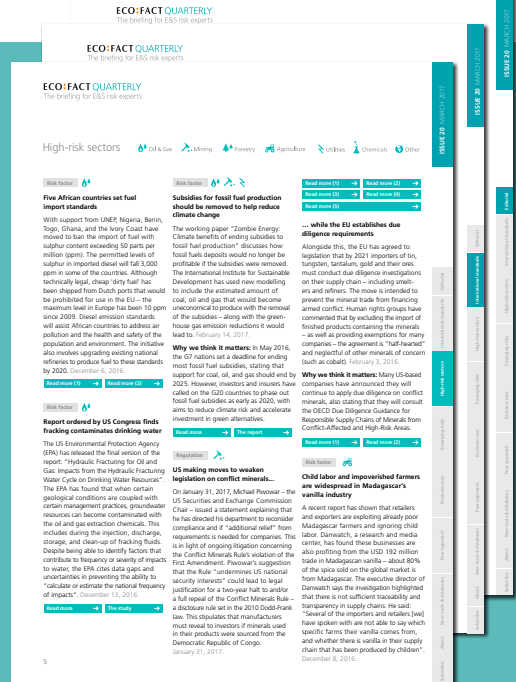 ECO:FACT QUARTERLY
The briefing for E&S risk experts
ECO:FACT QUARTERLY
The briefing for E&S risk experts
ECO:FACT QUARTERLY
The briefing for E&S risk experts
ISSUE 20 MARCH 2017
ISSUE 20 MARCH 2017
ISSUE 20 MARCH 2017
High-risk sectors
Oil & Gas
Mining
Forestry
Agriculture
Utilities
Chemicals
Other
Risk factor
Five African countries set fuel
import standards
With support from UNEP, Nigeria, Benin,
Togo, Ghana, and the Ivory Coast have
moved to ban the import of fuel with
sulphur content exceeding 50 parts per
million (ppm). The permitted levels of
sulphur in imported diesel will fall 3,000
ppm in some of the countries. Although
technically legal, cheap 'dirty fuel' has
been shipped from Dutch ports that would
be prohibited for use in the EU – the
maximum level in Europe has been 10 ppm
since 2009. Diesel emission standards
will assist African countries to address air
pollution and the health and safety of the
population and environment. The initiative
also involves upgrading existing national
refineries to produce fuel to these standards
by 2020. December 6, 2016.
Read more (1)
Read more (2)
Risk factor
Report ordered by US Congress finds
fracking contaminates drinking water
The US Environmental Protection Agency
(EPA) has released the final version of the
report: "Hydraulic Fracturing for Oil and
Gas: Impacts from the Hydraulic Fracturing
Water Cycle on Drinking Water Resources".
The EPA has found that when certain
geological conditions are coupled with
certain management practices, groundwater
resources can become contaminated with
the oil and gas extraction chemicals. This
includes during the injection, discharge,
storage, and clean-up of fracking fluids.
Despite being able to identify factors that
contribute to frequency or severity of impacts
to water, the EPA cites data gaps and
uncertainties in preventing the ability to
"calculate or estimate the national frequency
of impacts". December 13, 2016.
Read more
The study
5
Risk factor
Subsidies for fossil fuel production
should be removed to help reduce
climate change
The working paper "Zombie Energy:
Climate benefits of ending subsidies to
fossil fuel production" discusses how
fossil fuels deposits would no longer be
profitable if the subsidies were removed.
The International Institute for Sustainable
Development has used new modelling
to include the estimated amount of
coal, oil and gas that would become
uneconomical to produce with the removal
of the subsidies – along with the green-
house gas emission reductions it would
lead to. February 14, 2017.
Why we think it matters: In May 2016,
the G7 nations set a deadline for ending
most fossil fuel subsidies, stating that
support for coal, oil, and gas should end by
2025. However, investors and insurers have
called on the G20 countries to phase out
fossil fuel subsidies as early as 2020, with
aims to reduce climate risk and accelerate
investment in green alternatives.
Read more
The report
Regulation
US making moves to weaken
legislation on conflict minerals...
On January 31, 2017, Michael Piwowar – the
US Securities and Exchange Commission
Chair – issued a statement explaining that
he has directed his department to reconsider
compliance and if "additional relief" from
requirements is needed for companies. This
is in light of ongoing litigation concerning
the Conflict Minerals Rule's violation of the
First Amendment. Piwowar's suggestion
that the Rule "undermines US national
security interests" could lead to legal
justification for a two-year halt to and/or
a full repeal of the Conflict Minerals Rule –
a disclosure rule set in the 2010 Dodd-Frank
law. This stipulates that manufacturers
must reveal to investors if minerals used
in their products were sourced from the
Democratic Republic of Congo.
January 31, 2017.
Read more (1)
Read more (2)
Read more (3)
Read more (4)
Read more (5)
... while the EU establishes due
diligence requirements
Alongside this, the EU has agreed to
legislation that by 2021 importers of tin,
tungsten, tantalum, gold and their ores
must conduct due diligence investigations
on their supply chain – including smelt-
ers and refiners. The move is intended to
prevent the mineral trade from financing
armed conflict. Human rights groups have
commented that by excluding the import of
finished products containing the minerals
– as well as providing exemptions for many
companies – the agreement is "half-hearted"
and neglectful of other minerals of concern
(such as cobalt). February 3, 2016.
Why we think it matters: Many US-based
companies have announced they will
continue to apply due diligence on conflict
minerals, also stating that they will consult
the OECD Due Diligence Guidance for
Responsible Supply Chains of Minerals from
Conflict-Affected and High-Risk Areas.
Read more (1)
Read more (2)
Risk factor
Child labor and impoverished farmers
are widespread in Madagascar's
vanilla industry
A recent report has shown that retailers
and exporters are exploiting already poor
Madagascar farmers and ignoring child
labor. Danwatch, a research and media
center, has found these businesses are
also profiting from the USD 192 million
trade in Madagascan vanilla – about 80%
of the spice sold on the global market is
from Madagascar. The executive director of
Danwatch says the investigation highlighted
that there is not sufficient traceability and
transparency in supply chains. He said:
"Several of the importers and retailers [we]
have spoken with are not able to say which
specific farms their vanilla comes from,
and whether there is vanilla in their supply
chain that has been produced by children".
December 8, 2016.
Editorial
International standards
High-risk sectors
Emerging risks
International standards
Editorial